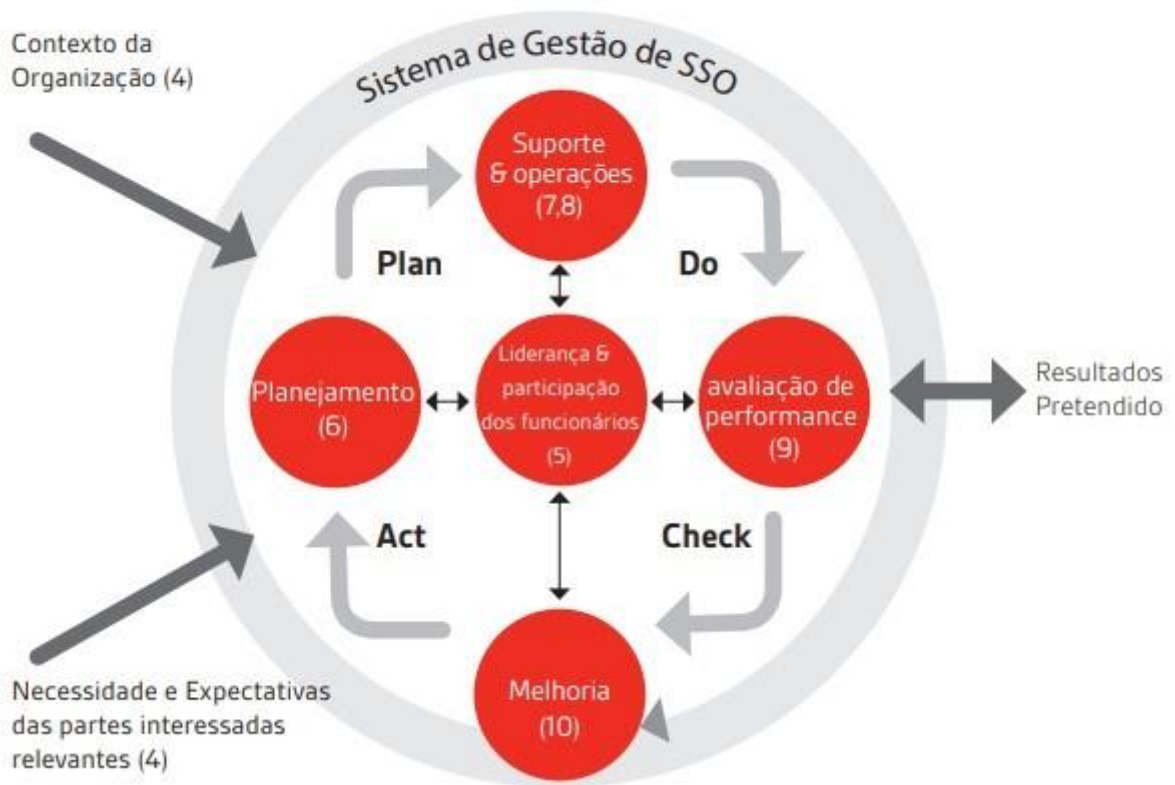 Contexto da
Organização (4)
Sistema de Gestão de SSO
Suporte
& operações
(7,8)
Plan
Do
Planejamento
(6)
Liderança &
participação
dos funcionários
(5)
avaliação de
performance
(9)
Resultados
Pretendido
Act
Check
Melhoria
(10)
Necessidade e Expectativas
das partes interessadas
relevantes (4)